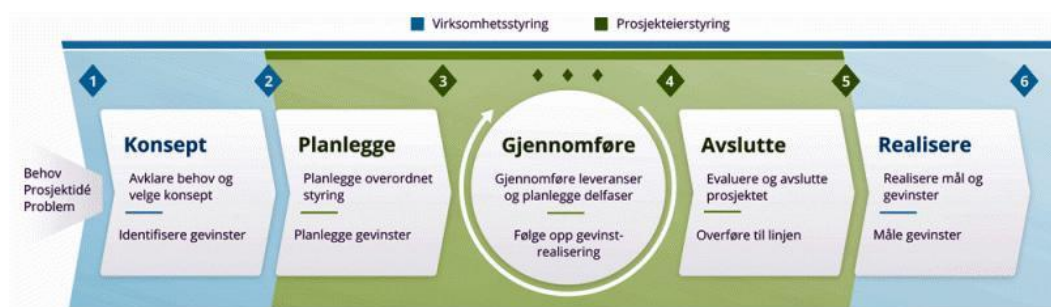 Virksomhetsstyring
Prosjekteierstyring
1
2
3
4
5
6
Behov
Prosjektidé
Problem
Konsept
Avklare behov og
velge konsept
Identifisere gevinster
Planlegge
Planlegge overordnet
styring
Planlegge gevinster
Gjennomføre
Gjennomføre leveranser
og planlegge delfaser
Følge opp gevinst-
realisering
Avslutte
Evaluere og avslutte
prosjektet
Overføre til linjen
Realisere
Realisere mål og
gevinster
Måle gevinster